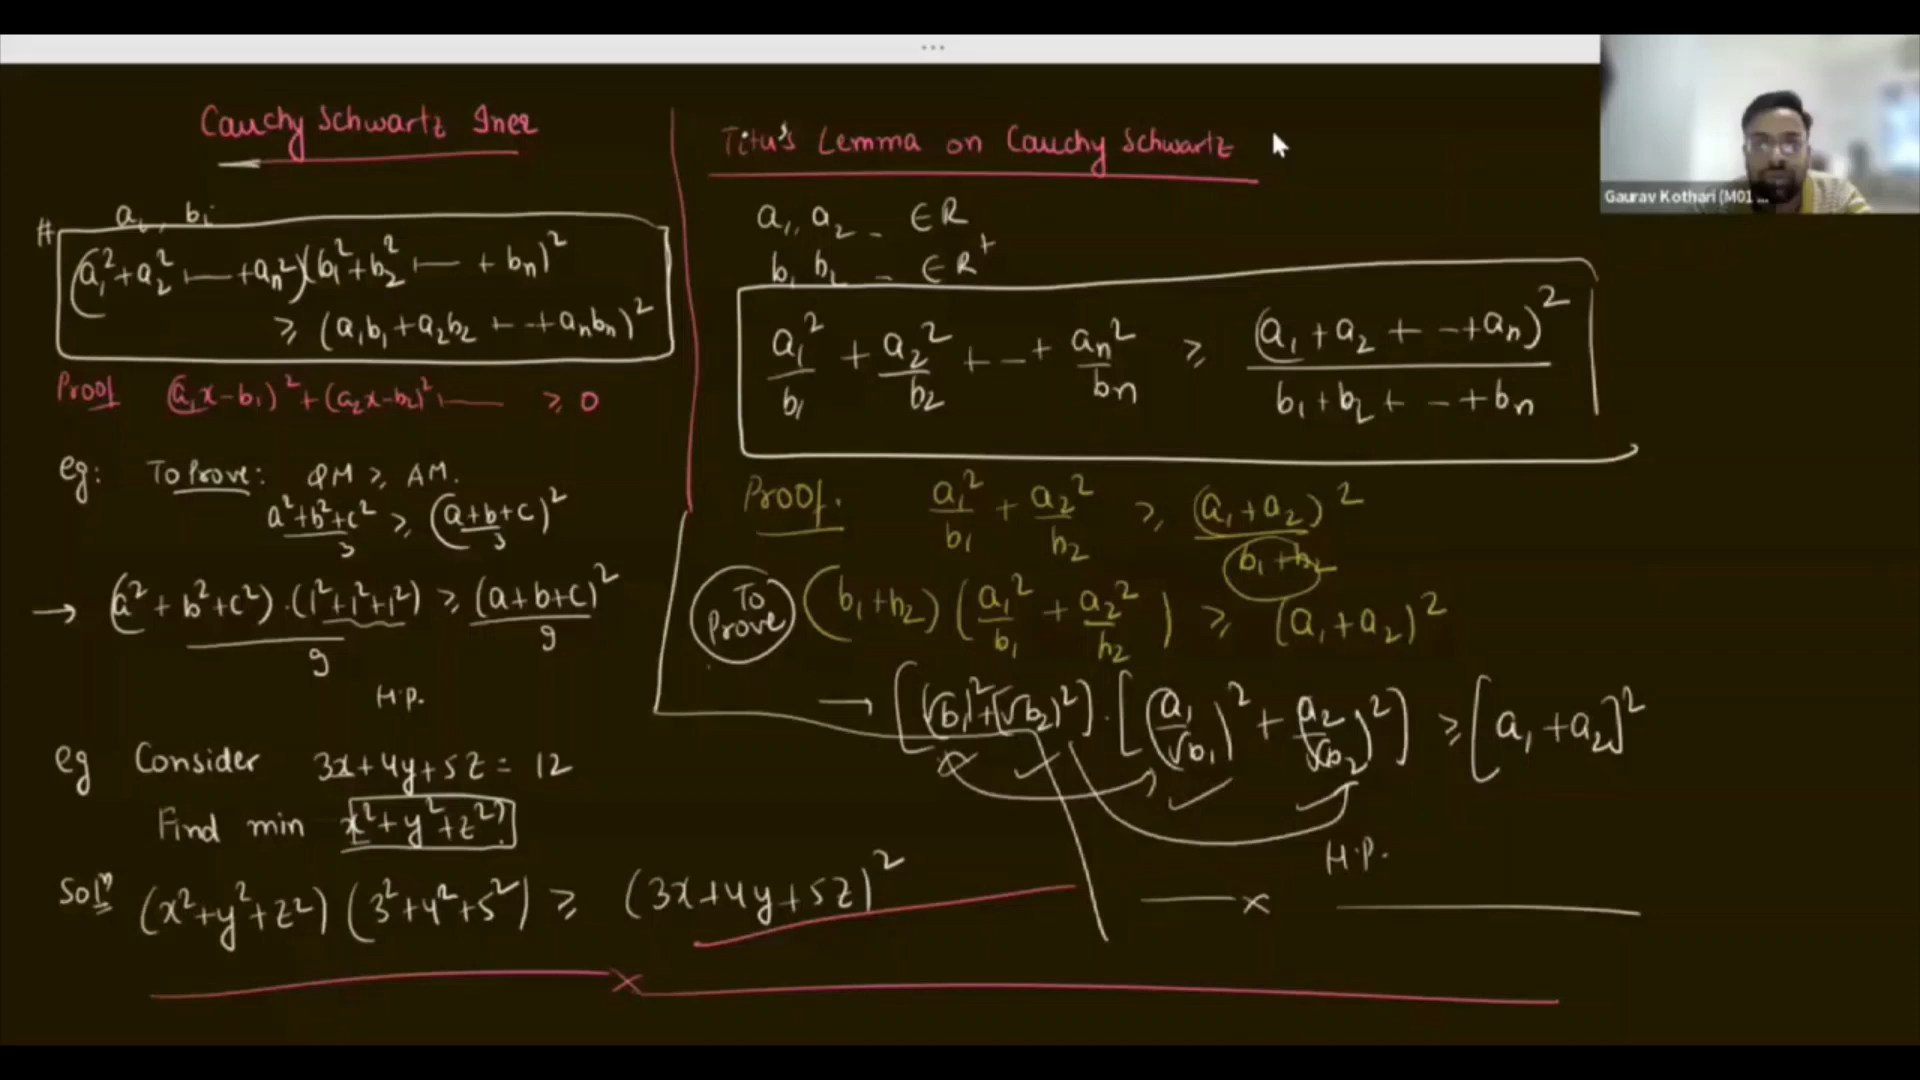 Cauchy Schwartz Ineq
# aᵢ, bᵢ
(a₁²+a₂²+—+aₙ²)(b₁²+b₂²+— + bₙ)²
≥ (a₁b₁+a₂b₂ +--+aₙbₙ)²
Proof (a₁x-b₁)²+(a₂x-b₂)²+—— ≥ 0
eg: To Prove: QM ≥ AM.
(a²+b²+c²)/3 ≥ ((a+b+c)/3)²
→ (a²+b²+c²).(1²+1²+1²)/9 ≥ (a+b+c)²/9
H.P.
eg Consider 3x+4y+5z = 12
Find min x²+y²+z²?
Solⁿ (x²+y²+z²)(3²+4²+5²) ≥ (3x+4y+5z)²
Titu's Lemma on Cauchy Schwartz
a₁, a₂ -- ∈ R
b₁ b₂ -- ∈ R⁺
a₁²/b₁ + a₂²/b₂ +--+ aₙ²/bₙ ≥ (a₁+a₂+--+aₙ)²/(b₁+b₂+--+bₙ)
Proof. a₁²/b₁ + a₂²/b₂ ≥ (a₁+a₂)²/(b₁+b₂)
To Prove (b₁+b₂)(a₁²/b₁ + a₂²/b₂) ≥ (a₁+a₂)²
→ [(√b₁)²+(√b₂)²].[(a₁/√b₁)² + (a₂/√b₂)²] ≥ [a₁+a₂]²
H.P.
Gaurav Kothari (M01 ...